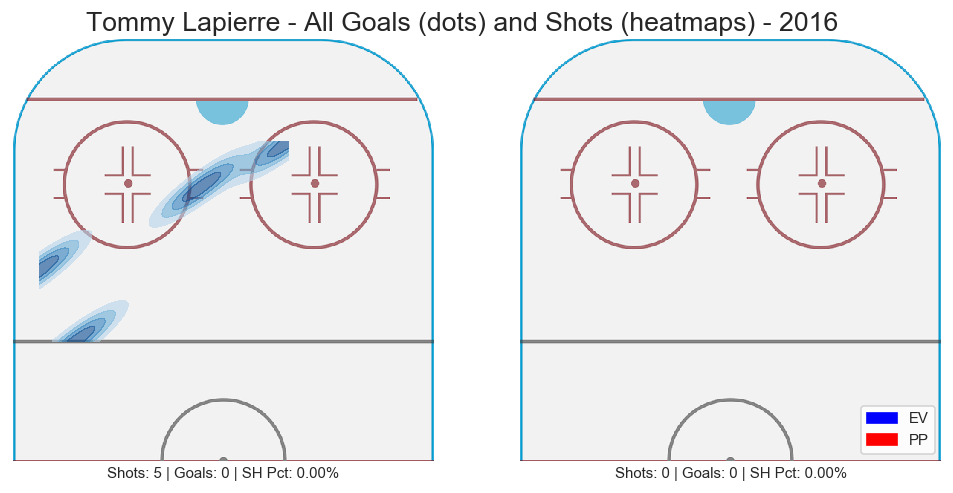 Tommy Lapierre - All Goals (dots) and Shots (heatmaps) - 2016
EV
PP
Shots: 5 | Goals: 0 | SH Pct: 0.00%
Shots: 0 | Goals: 0 | SH Pct: 0.00%